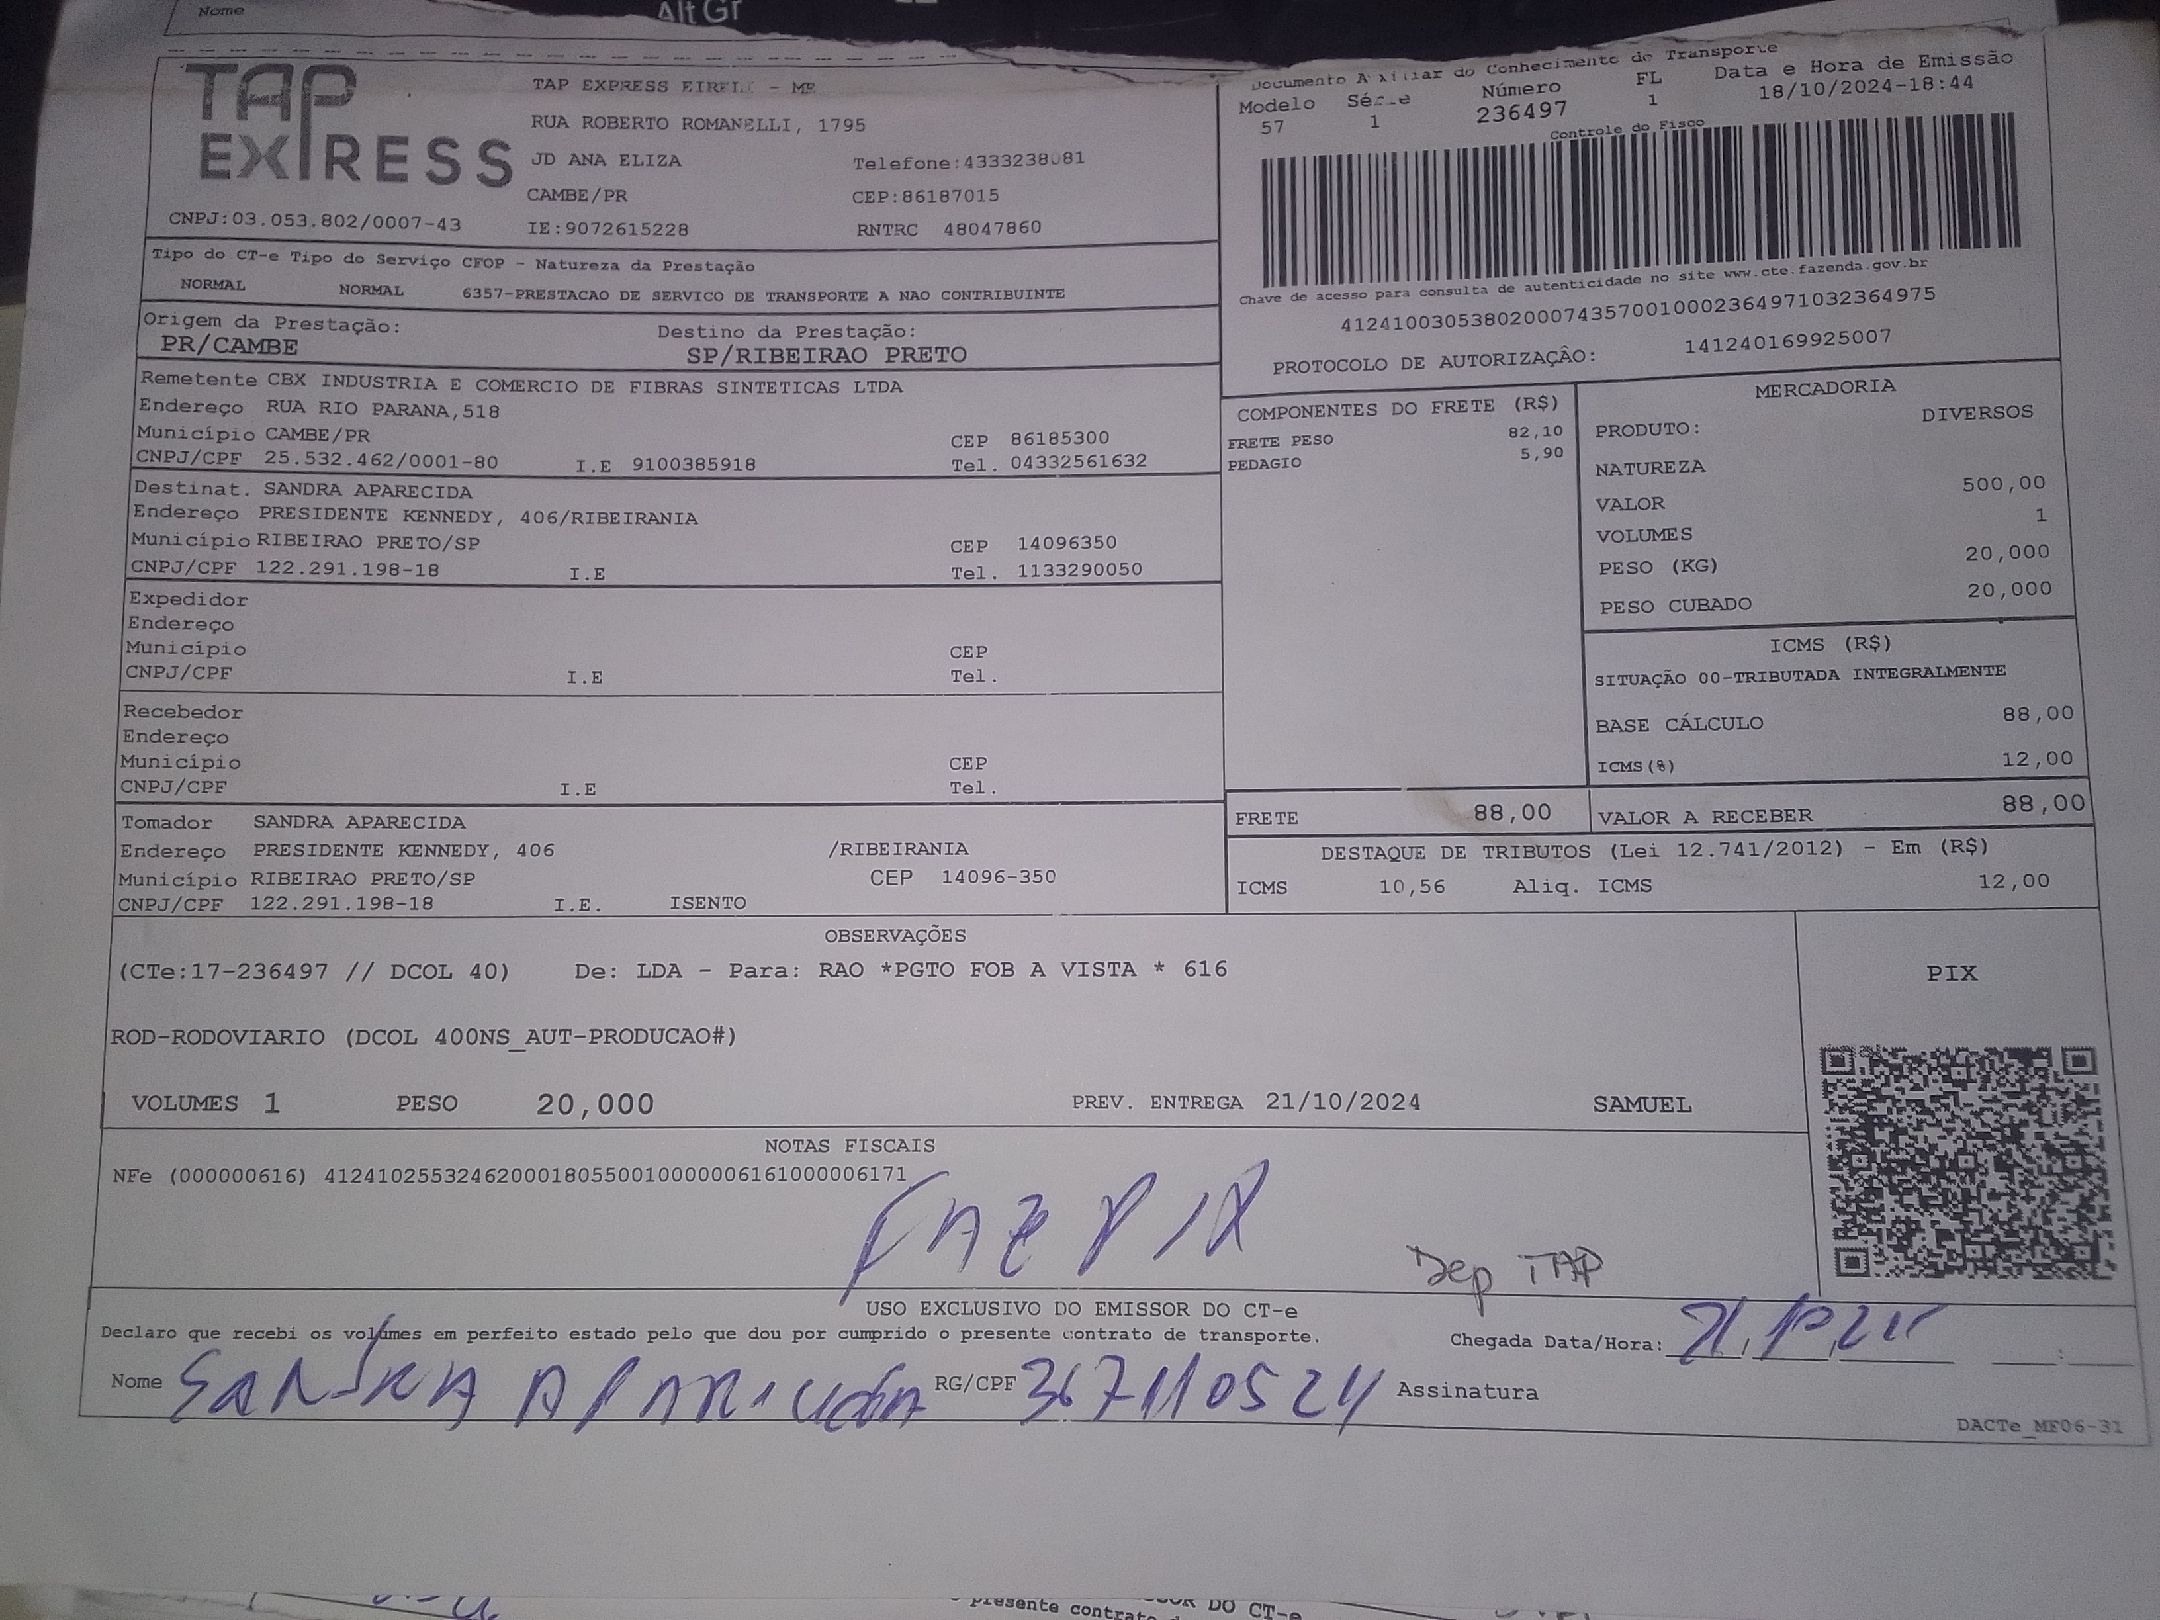 Nome
Alt Gr
TAP
EXPRESS
TAP EXPRESS EIRELI - ME
RUA ROBERTO ROMANELLI, 1795
JD ANA ELIZA Telefone:4333238081
CAMBE/PR CEP:86187015
CNPJ:03.053.802/0007-43 IE:9072615228 RNTRC 48047860
Documento Auxiliar do Conhecimento de Transporte
Modelo Série Número FL Data e Hora de Emissão
57 1 236497 1 18/10/2024-18:44
Controle do Fisco
Chave de acesso para consulta de autenticidade no site www.cte.fazenda.gov.br
41241003053802000743570010002364971032364975
PROTOCOLO DE AUTORIZAÇÃO: 141240169925007
Tipo do CT-e Tipo do Serviço CFOP - Natureza da Prestação
NORMAL NORMAL 6357-PRESTACAO DE SERVICO DE TRANSPORTE A NAO CONTRIBUINTE
Origem da Prestação: Destino da Prestação:
PR/CAMBE SP/RIBEIRAO PRETO
Remetente CBX INDUSTRIA E COMERCIO DE FIBRAS SINTETICAS LTDA
Endereço RUA RIO PARANA,518
Município CAMBE/PR CEP 86185300
CNPJ/CPF 25.532.462/0001-80 I.E 9100385918 Tel. 04332561632
Destinat. SANDRA APARECIDA
Endereço PRESIDENTE KENNEDY, 406/RIBEIRANIA
Município RIBEIRAO PRETO/SP CEP 14096350
CNPJ/CPF 122.291.198-18 I.E Tel. 1133290050
Expedidor
Endereço
Município CEP
CNPJ/CPF I.E Tel.
Recebedor
Endereço
Município CEP
CNPJ/CPF I.E Tel.
Tomador SANDRA APARECIDA
Endereço PRESIDENTE KENNEDY, 406 /RIBEIRANIA
Município RIBEIRAO PRETO/SP CEP 14096-350
CNPJ/CPF 122.291.198-18 I.E. ISENTO
COMPONENTES DO FRETE (R$)
FRETE PESO 82,10
PEDAGIO 5,90
MERCADORIA
PRODUTO: DIVERSOS
NATUREZA
VALOR 500,00
VOLUMES 1
PESO (KG) 20,000
PESO CUBADO 20,000
ICMS (R$)
SITUAÇÃO 00-TRIBUTADA INTEGRALMENTE
BASE CÁLCULO 88,00
ICMS(%) 12,00
FRETE 88,00 VALOR A RECEBER 88,00
DESTAQUE DE TRIBUTOS (Lei 12.741/2012) - Em (R$)
ICMS 10,56 Aliq. ICMS 12,00
OBSERVAÇÕES
(CTe:17-236497 // DCOL 40) De: LDA - Para: RAO *PGTO FOB A VISTA * 616
ROD-RODOVIARIO (DCOL 400NS_AUT-PRODUCAO#)
PIX
VOLUMES 1 PESO 20,000 PREV. ENTREGA 21/10/2024 SAMUEL
NOTAS FISCAIS
NFe (000000616) 41241025532462000180550010000006161000006171
FAZ PIX
Dep TAP
USO EXCLUSIVO DO EMISSOR DO CT-e
Declaro que recebi os volumes em perfeito estado pelo que dou por cumprido o presente contrato de transporte. Chegada Data/Hora:
Nome SANDRA APARECIDA RG/CPF 367110524 Assinatura
DACTe_MF06-31
DO CT-e
presente contrato